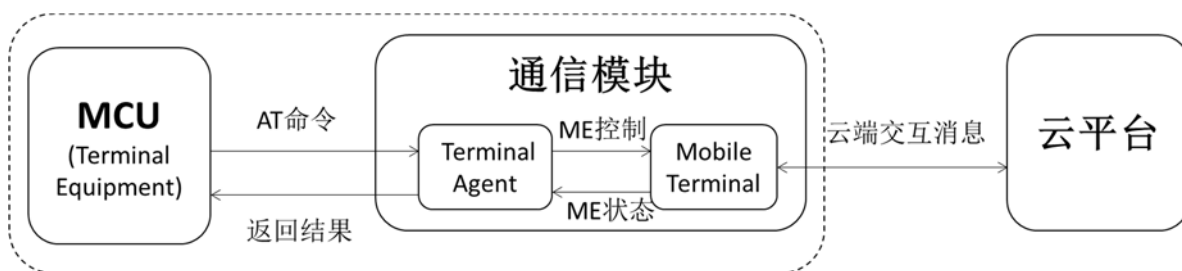 MCU
(Terminal
Equipment)
AT命令
返回结果
通信模块
Terminal
Agent
ME控制
ME状态
Mobile
Terminal
云端交互消息
云平台